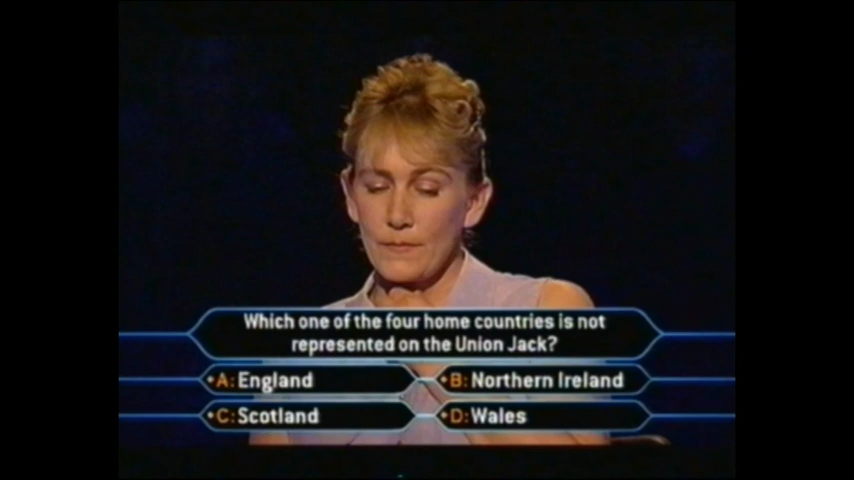 Which one of the four home countries is not
represented on the Union Jack?
A: England
B: Northern Ireland
C: Scotland
D: Wales